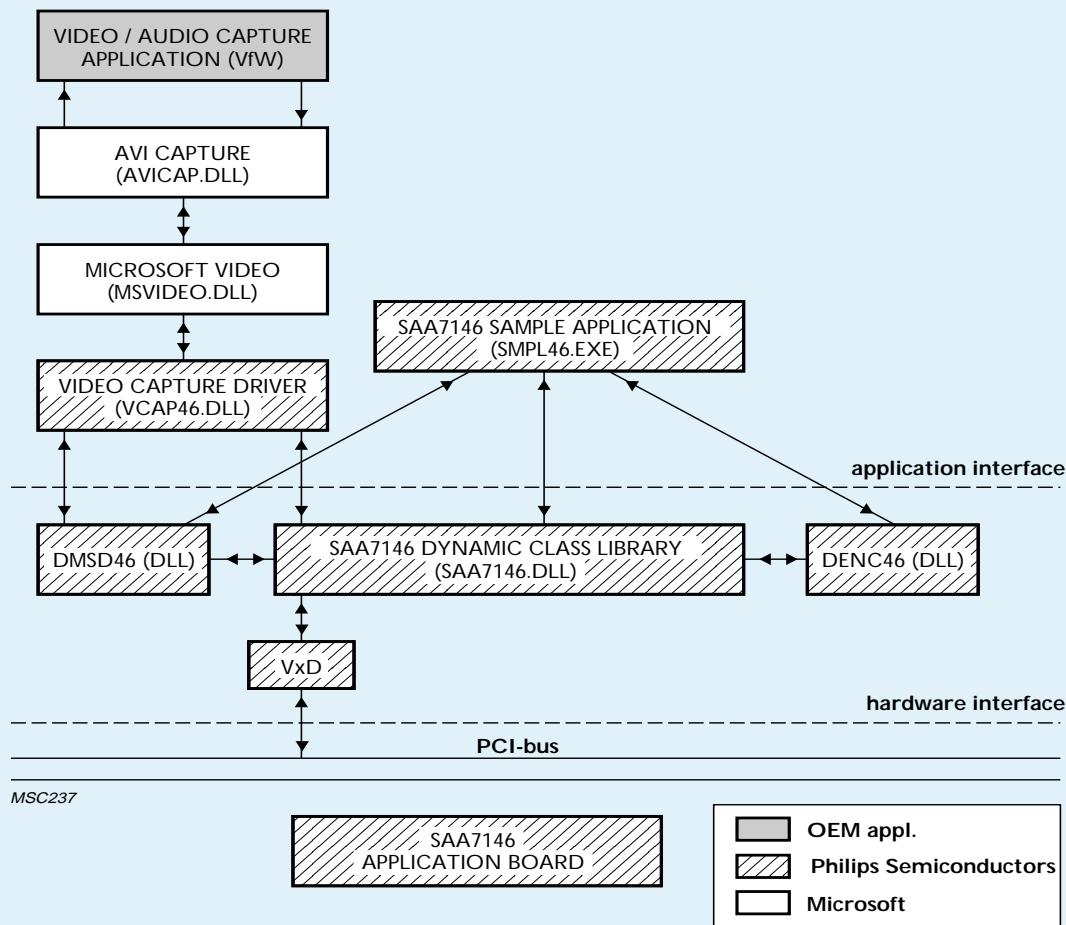 VIDEO / AUDIO CAPTURE
APPLICATION (VfW)
AVI CAPTURE
(AVICAP.DLL)
MICROSOFT VIDEO
(MSVIDEO.DLL)
SAA7146 SAMPLE APPLICATION
(SMPL46.EXE)
VIDEO CAPTURE DRIVER
(VCAP46.DLL)
application interface
DMSD46 (DLL)
SAA7146 DYNAMIC CLASS LIBRARY
(SAA7146.DLL)
DENC46 (DLL)
VxD
hardware interface
PCI-bus
MSC237
SAA7146
APPLICATION BOARD
OEM appl.
Philips Semiconductors
Microsoft